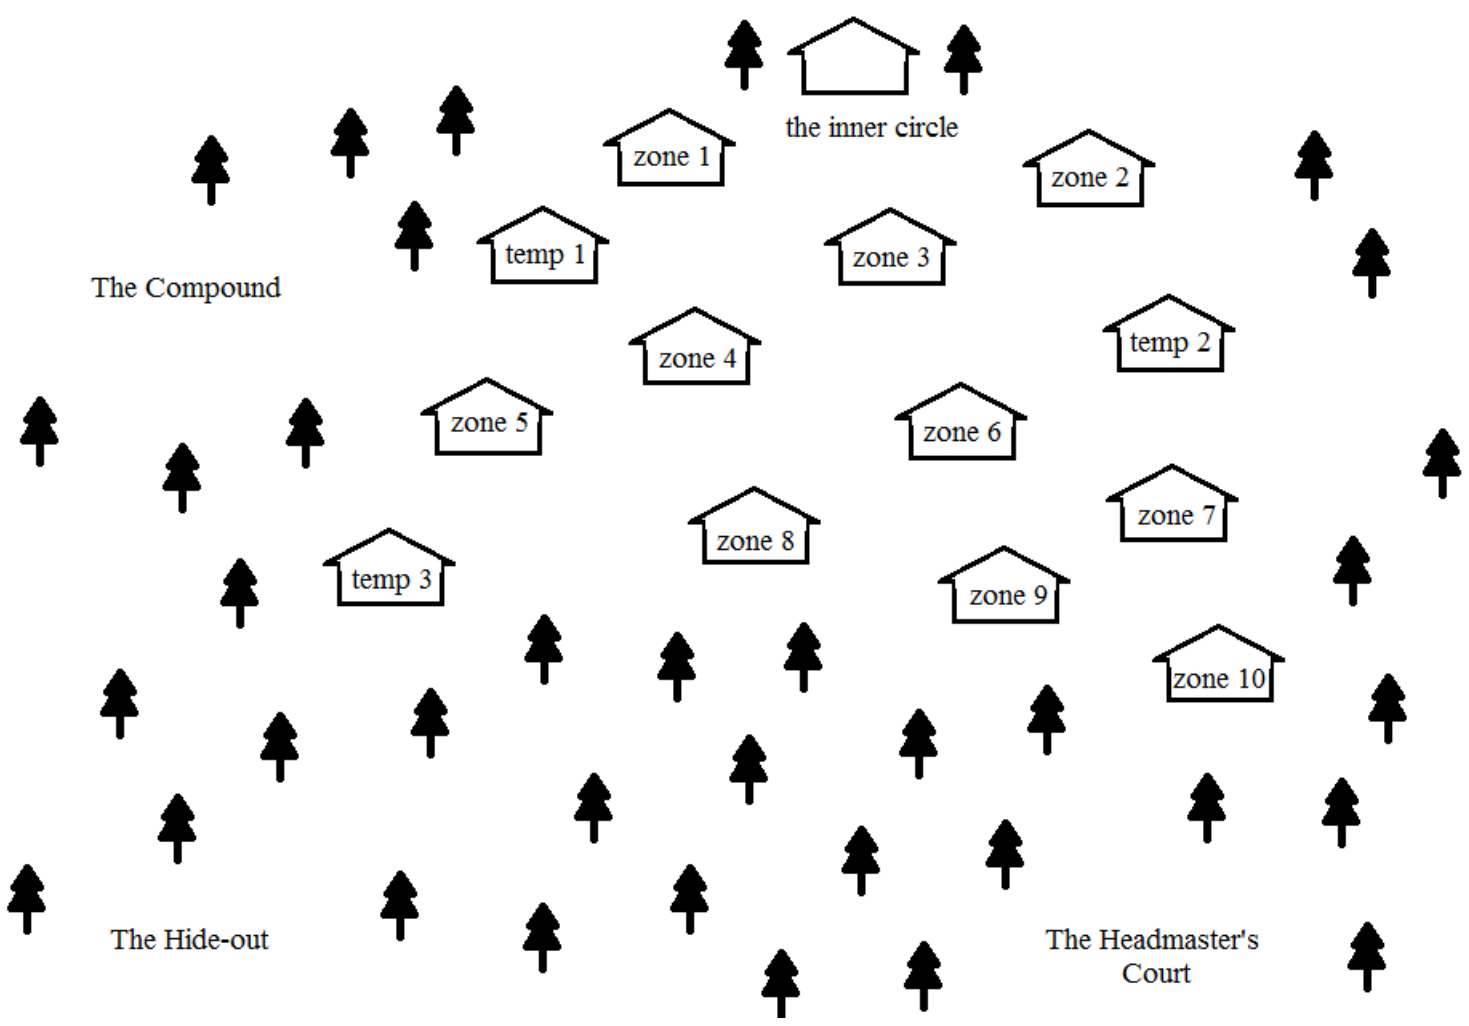 the inner circle
zone 1
zone 2
temp 1
zone 3
The Compound
temp 2
zone 4
zone 5
zone 6
zone 7
zone 8
temp 3
zone 9
zone 10
The Hide-out
The Headmaster's
Court